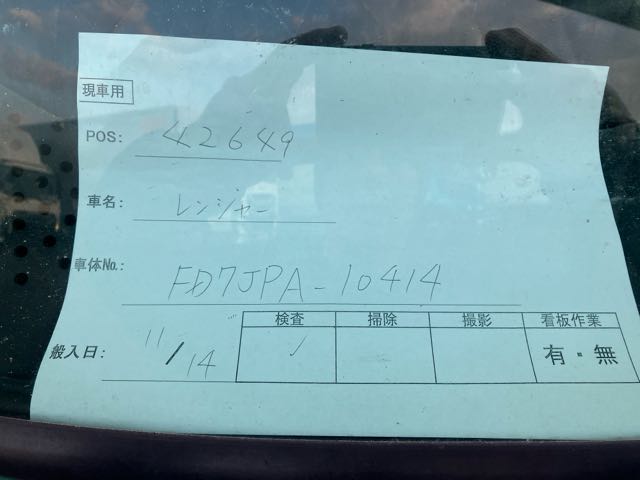 現車用
POS: 42649
車名: レンジャー
車体No.: FD7JPA-10414
検査 掃除 撮影 看板作業
般入日: 11/14 ✓ 有・無